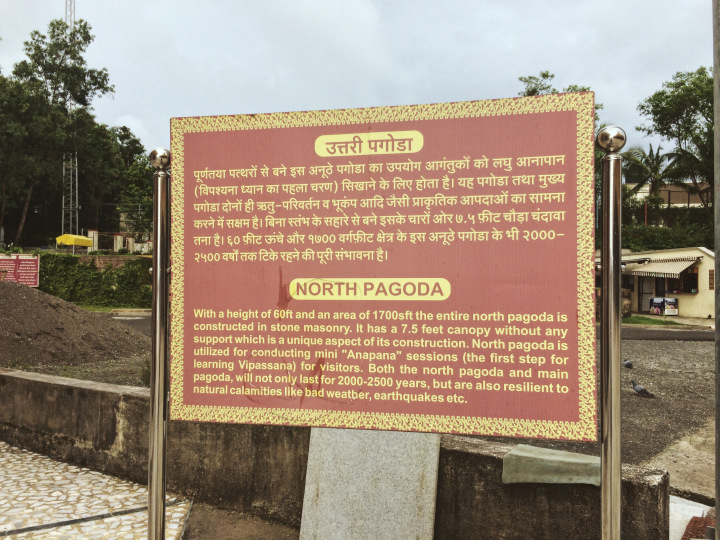 उत्तरी पगोडा
पूर्णतया पत्थरों से बने इस अनूठे पगोडा का उपयोग आगंतुकों को लघु आनापान
(विपश्यना ध्यान का पहला चरण) सिखाने के लिए होता है। यह पगोडा तथा मुख्य
पगोडा दोनों ही ऋतु–परिवर्तन व भूकंप आदि जैसी प्राकृतिक आपदाओं का सामना
करने में सक्षम है। बिना स्तंभ के सहारे से बने इसके चारों ओर ७.५ फ़ीट चौड़ा चंदावा
तना है। ६० फ़ीट ऊंचे और १७०० वर्गफ़ीट क्षेत्र के इस अनूठे पगोडा के भी २०००–
२५०० वर्षों तक टिके रहने की पूरी संभावना है।
NORTH PAGODA
With a height of 60ft and an area of 1700sft the entire north pagoda is
constructed in stone masonry. It has a 7.5 feet canopy without any
support which is a unique aspect of its construction. North pagoda is
utilized for conducting mini "Anapana" sessions (the first step for
learning Vipassana) for visitors. Both the north pagoda and main
pagoda, will not only last for 2000-2500 years, but are also resilient to
natural calamities like bad weather, earthquakes etc.